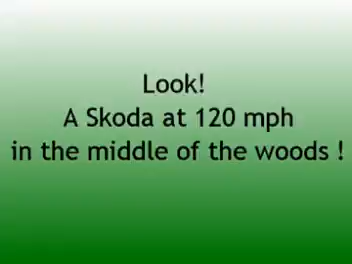 Look!
A Skoda at 120 mph
in the middle of the woods !